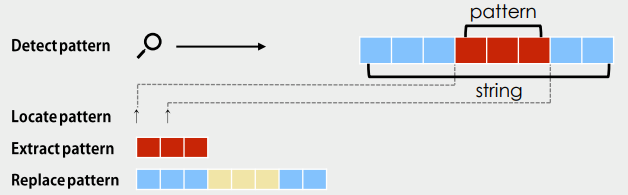 pattern
Detect pattern
string
Locate pattern
Extract pattern
Replace pattern